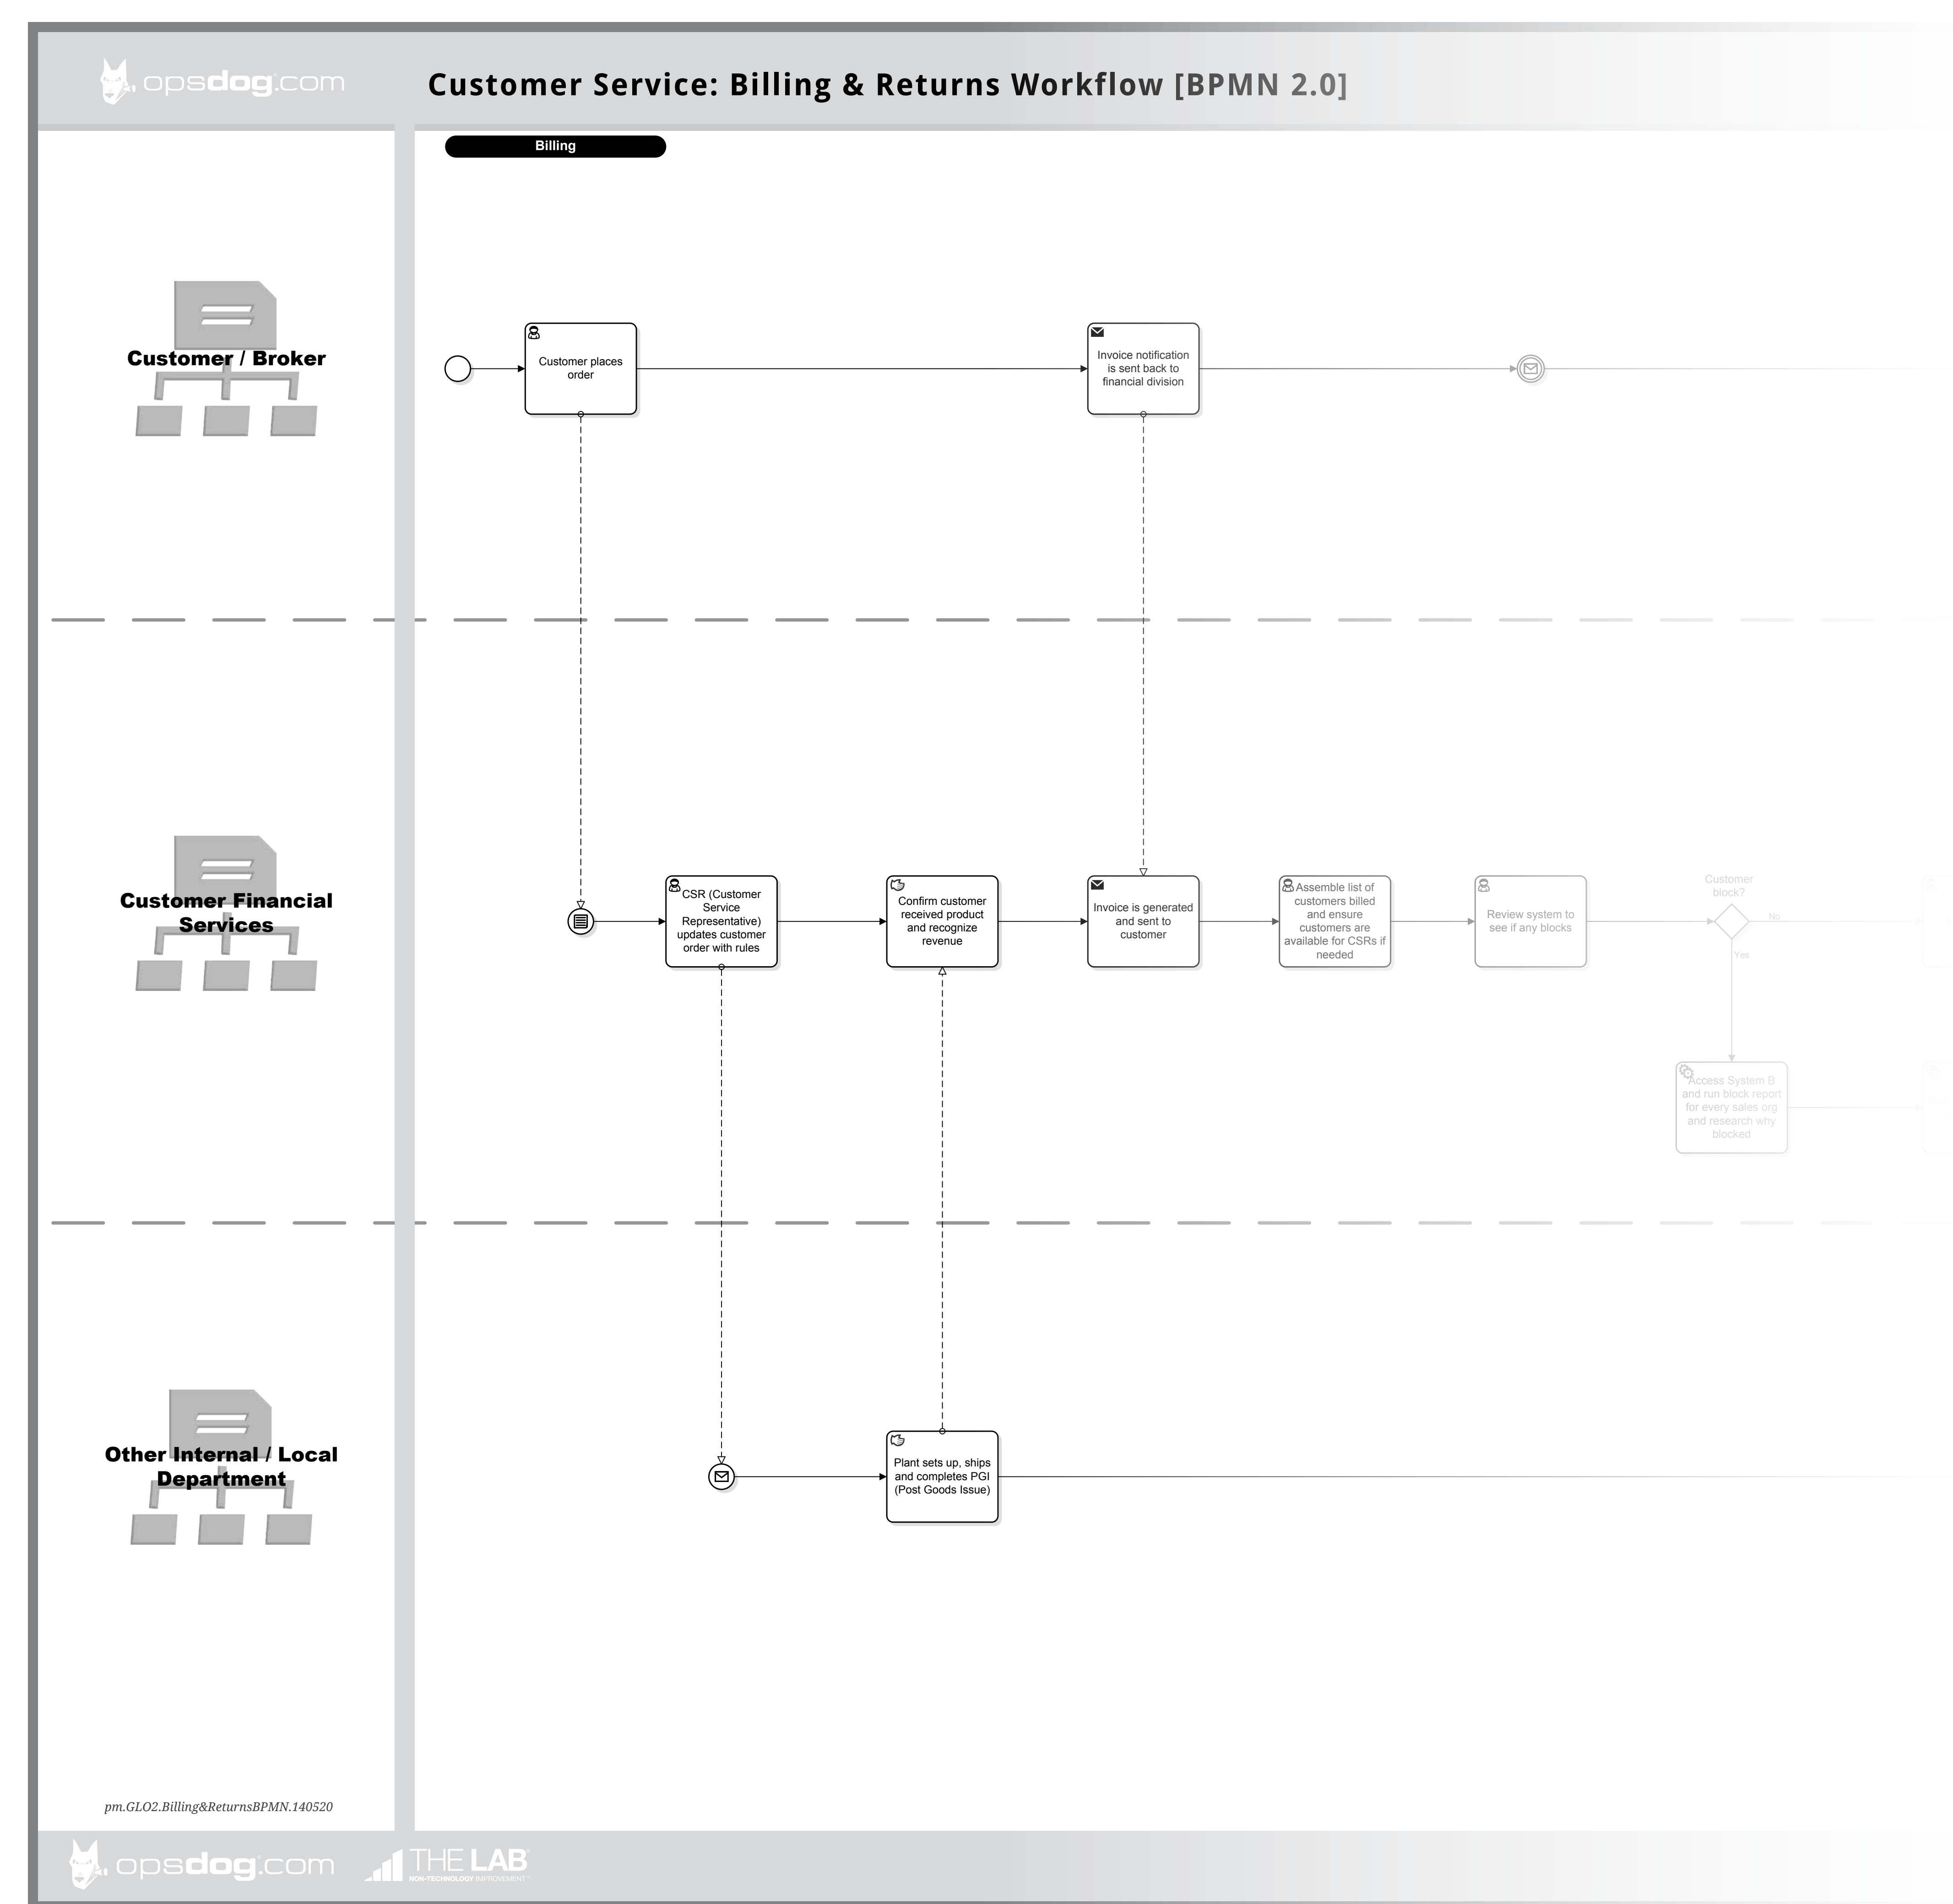 opsdog.com
Customer Service: Billing & Returns Workflow [BPMN 2.0]
Billing
Customer / Broker
Customer places
order
Invoice notification
is sent back to
financial division
Customer Financial
Services
CSR (Customer
Service
Representative)
updates customer
order with rules
Confirm customer
received product
and recognize
revenue
Invoice is generated
and sent to
customer
Assemble list of
customers billed
and ensure
customers are
available for CSRs if
needed
Review system to
see if any blocks
Customer
block?
No
Yes
Access System B
and run block report
for every sales org
and research why
blocked
Other Internal / Local
Department
Plant sets up, ships
and completes PGI
(Post Goods Issue)
pm.GLO2.Billing&ReturnsBPMN.140520
opsdog.com
THE LAB
NON-TECHNOLOGY IMPROVEMENT